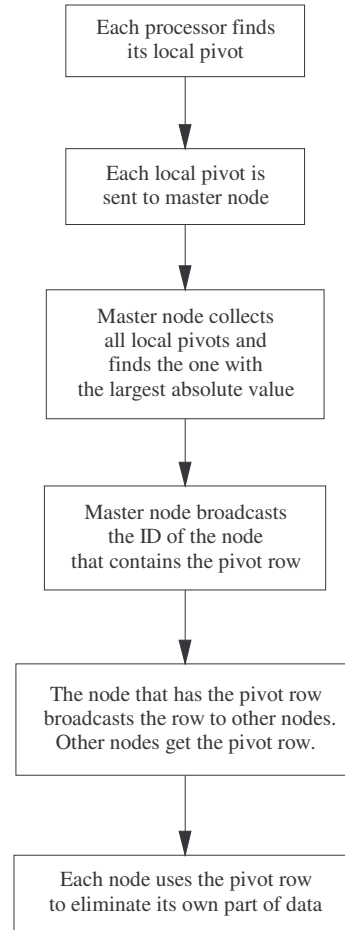 Each processor finds
its local pivot
Each local pivot is
sent to master node
Master node collects
all local pivots and
finds the one with
the largest absolute value
Master node broadcasts
the ID of the node
that contains the pivot row
The node that has the pivot row
broadcasts the row to other nodes.
Other nodes get the pivot row.
Each node uses the pivot row
to eliminate its own part of data